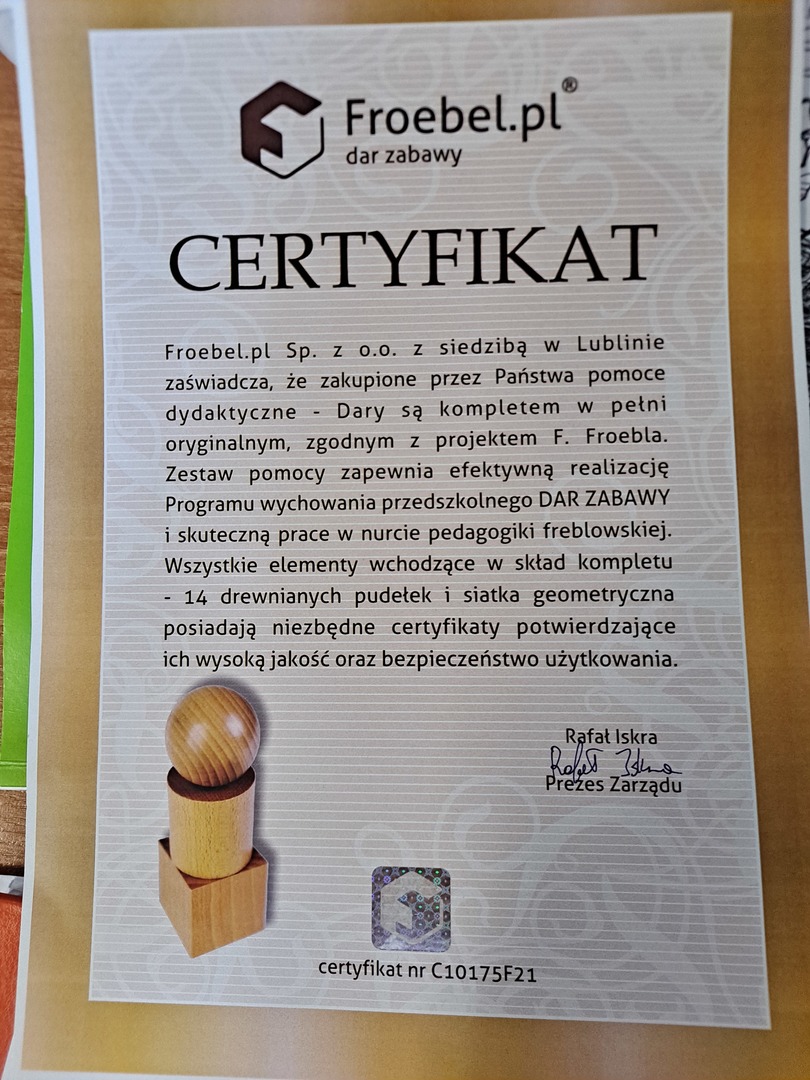 Froebel.pl®
dar zabawy
CERTYFIKAT
Froebel.pl Sp. z o.o. z siedzibą w Lublinie
zaświadcza, że zakupione przez Państwa pomoce
dydaktyczne - Dary są kompletem w pełni
oryginalnym, zgodnym z projektem F. Froebla.
Zestaw pomocy zapewnia efektywną realizację
Programu wychowania przedszkolnego DAR ZABAWY
i skuteczną prace w nurcie pedagogiki freblowskiej.
Wszystkie elementy wchodzące w skład kompletu
- 14 drewnianych pudełek i siatka geometryczna
posiadają niezbędne certyfikaty potwierdzające
ich wysoką jakość oraz bezpieczeństwo użytkowania.
Rafał Iskra
Rafał Iskra
Prezes Zarządu
certyfikat nr C10175F21